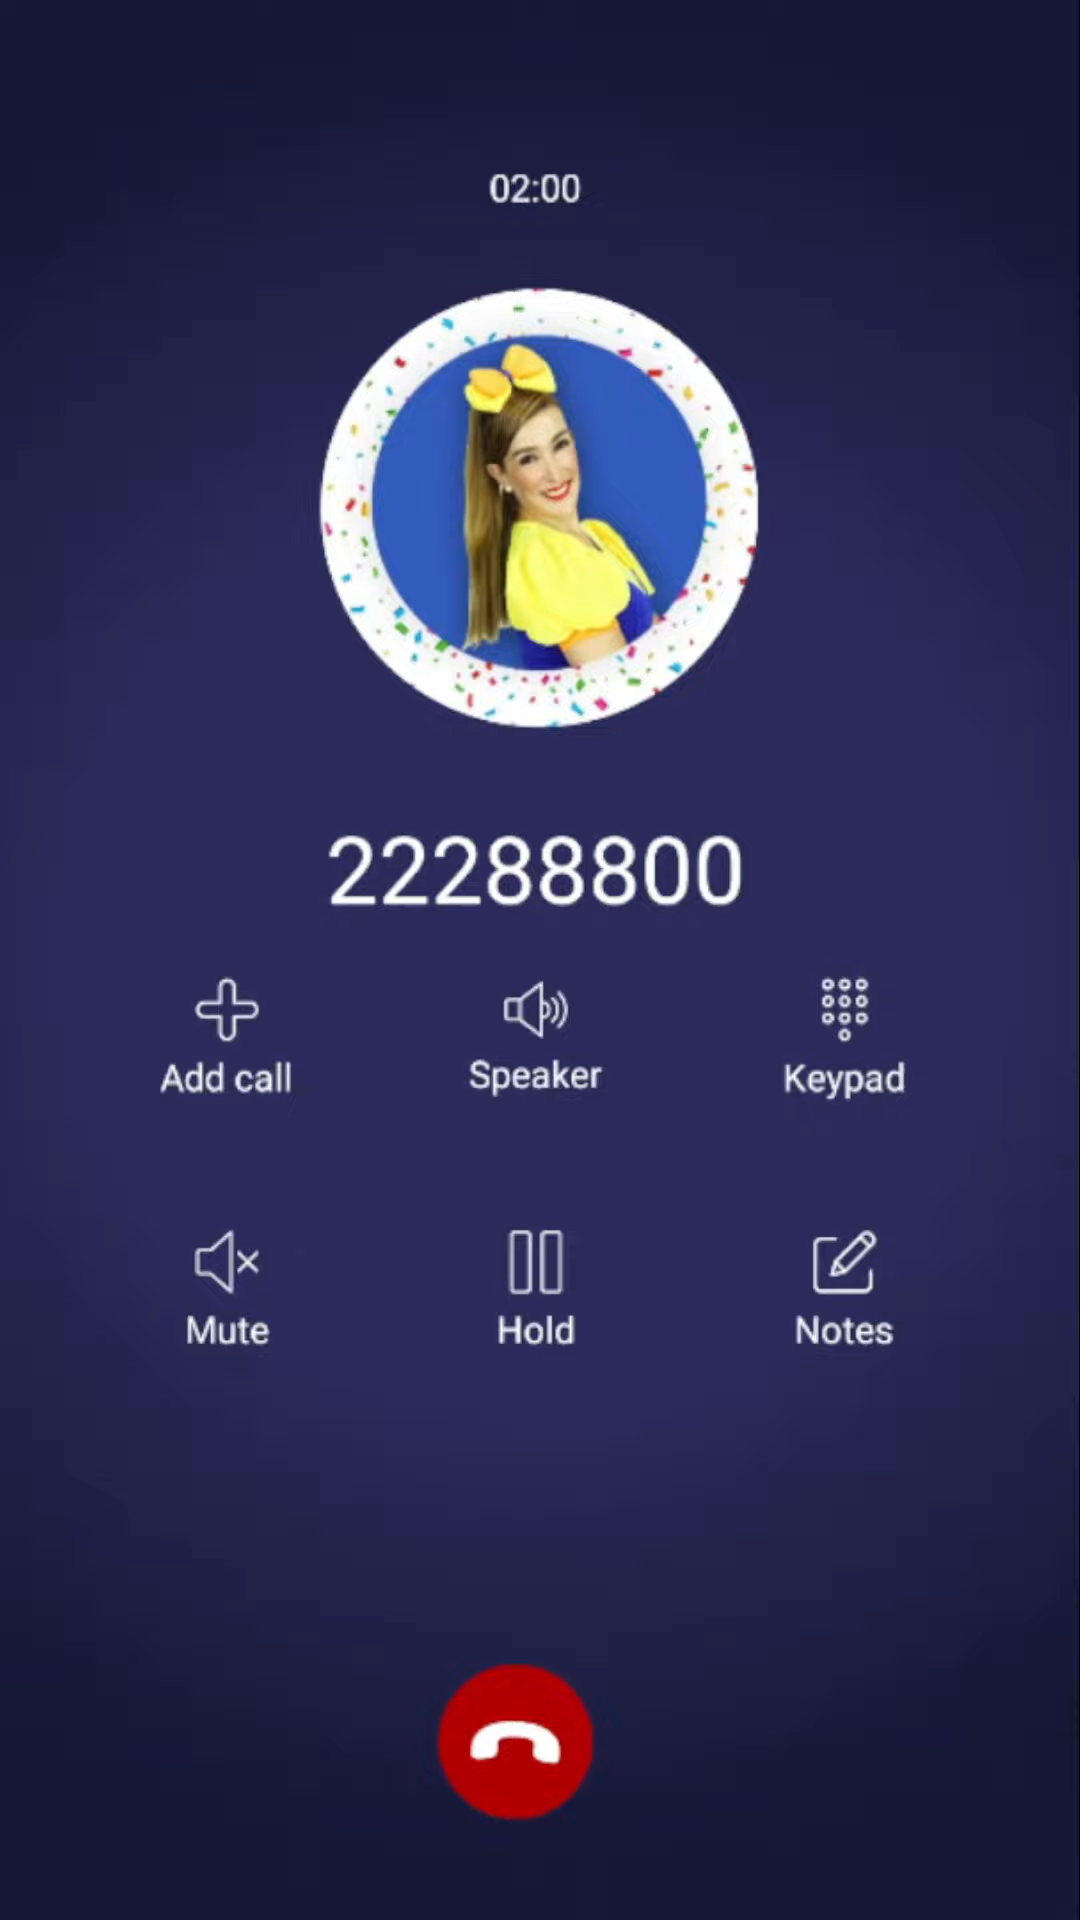 02:00
22288800
Add call
Speaker
Keypad
Mute
Hold
Notes